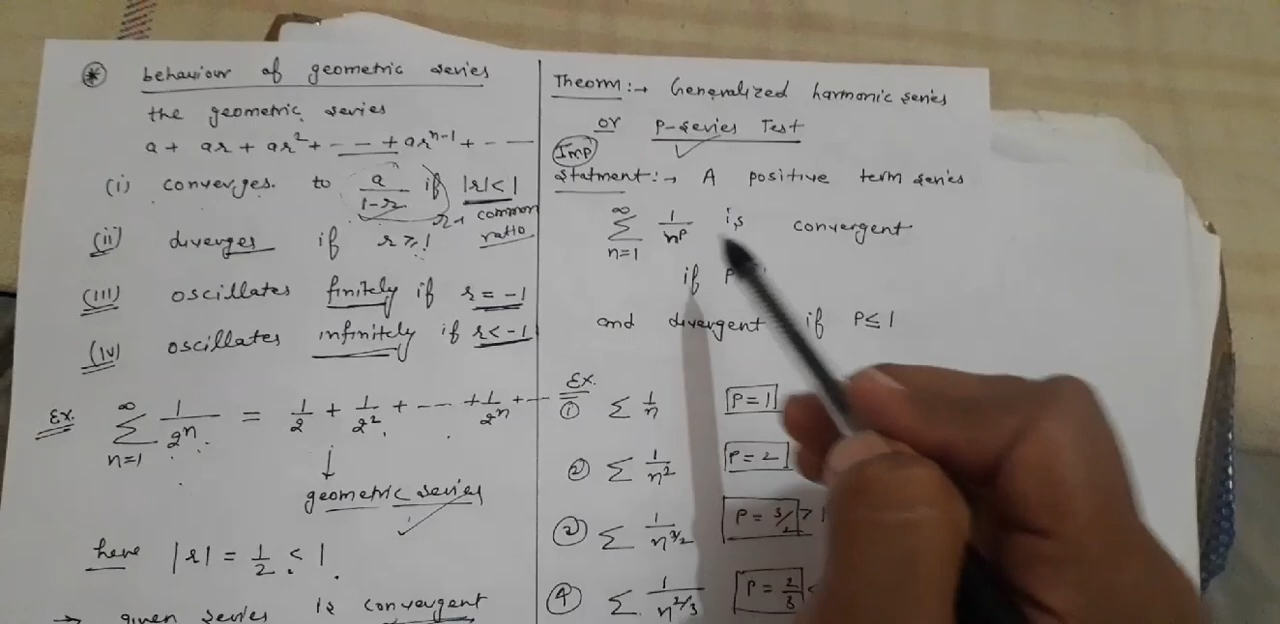 * behaviour of geometric series
the geometric series
a + ar + ar² + - - + ar^(n-1) + - - -
(i) converges to a/(1-r) if |r|<1
r → common ratio
(ii) diverges if r ≥ 1
(iii) oscillates finitely if r = -1
(iv) oscillates infinitely if r < -1
Ex. ∞ Σ n=1 1/2ⁿ = 1/2 + 1/2² + - - - + 1/2ⁿ + - -
↓
geometric series ✓
here |r| = 1/2 < 1.
→ given series is convergent
Theorm:→ Generalized harmonic series
or P-series Test ✓
Imp
Statment:→ A positive term series
∞ Σ n=1 1/nᵖ is convergent
if P
and divergent if P ≤ 1
Ex.
① Σ 1/n P=1
② Σ 1/n² P=2
③ Σ 1/n^(3/2) P=3/2 > 1
④ Σ 1/n^(2/3) P=2/3 <